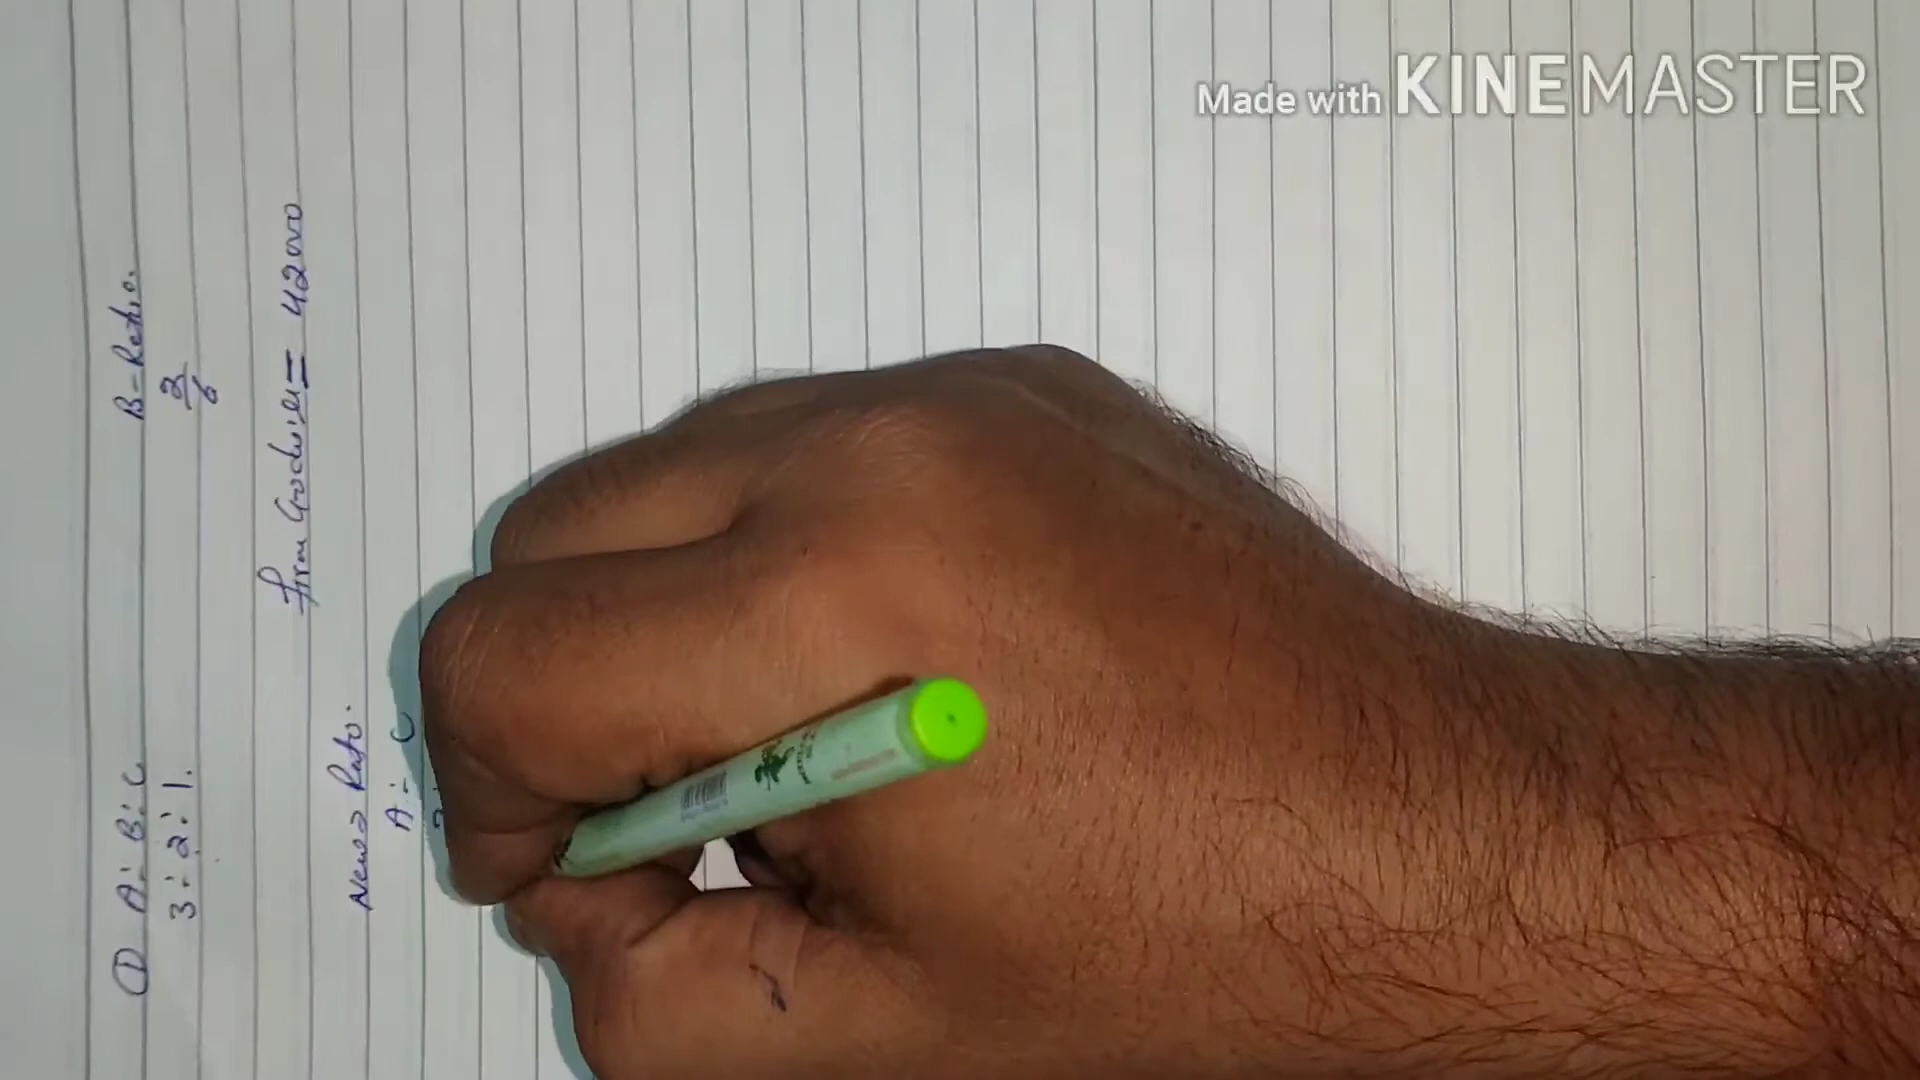 Made with KINEMASTER
① A:B:C B-Retire.
3:2:1. 2/6
Firm Goodwill = 42000
New Ratio.
A:C